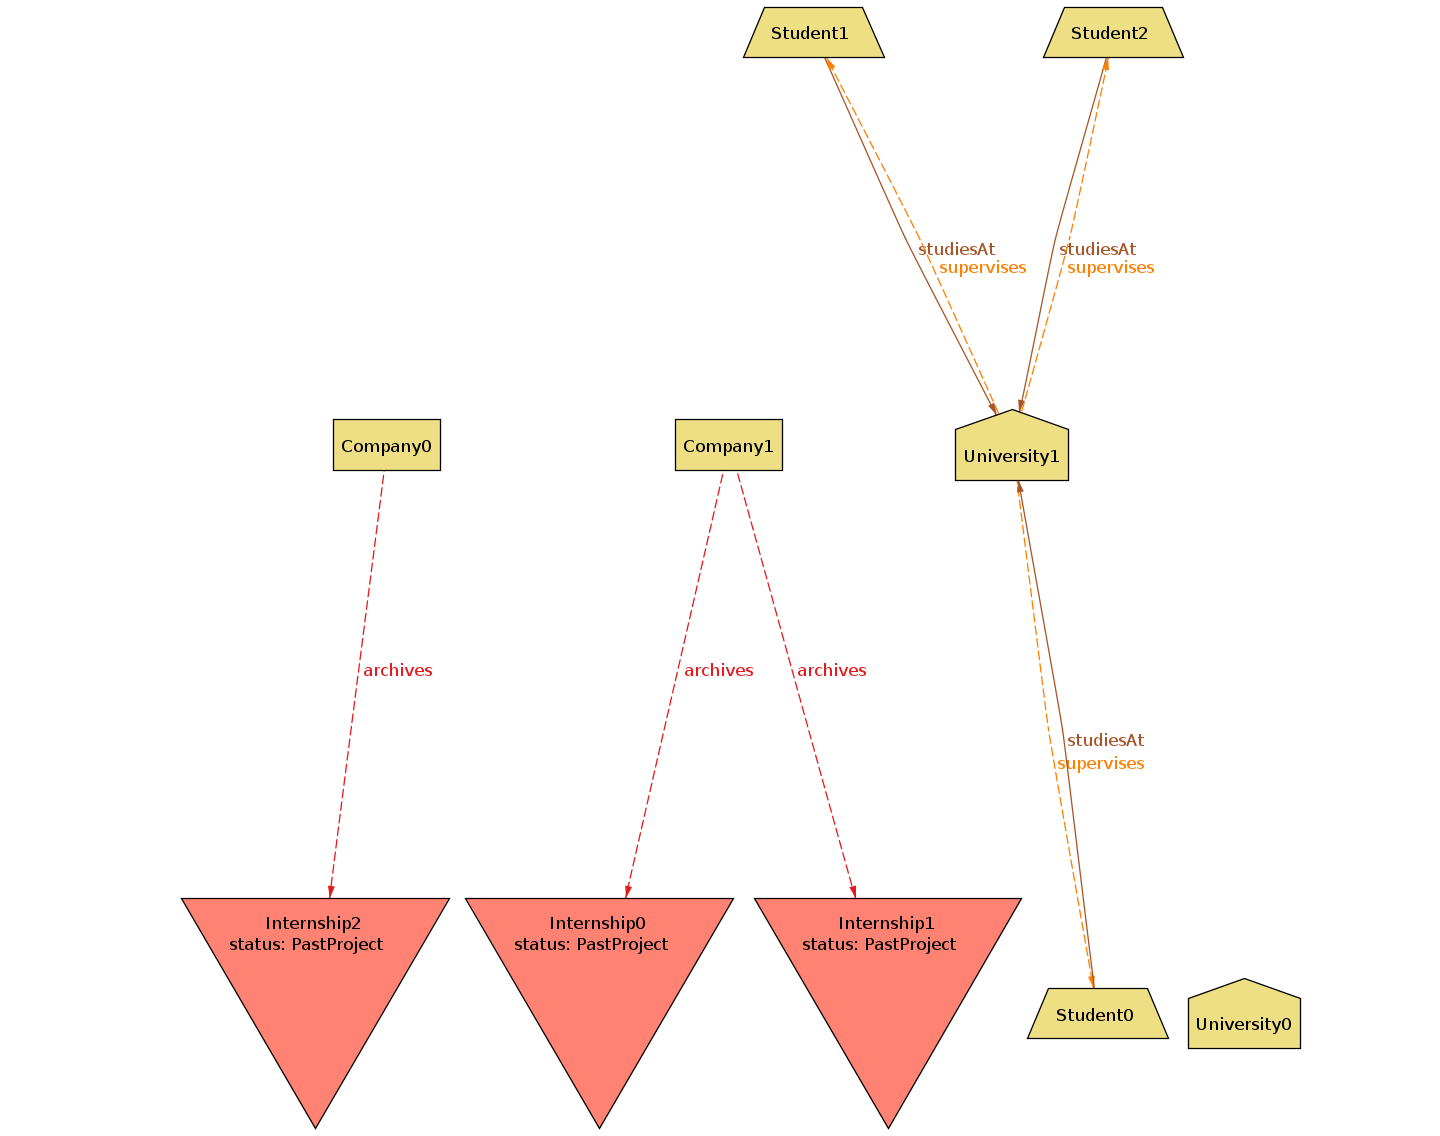 Student1
Student2
studiesAt
supervises
studiesAt
supervises
Company0
Company1
University1
archives
archives
archives
studiesAt
supervises
Internship2
status: PastProject
Internship0
status: PastProject
Internship1
status: PastProject
Student0
University0